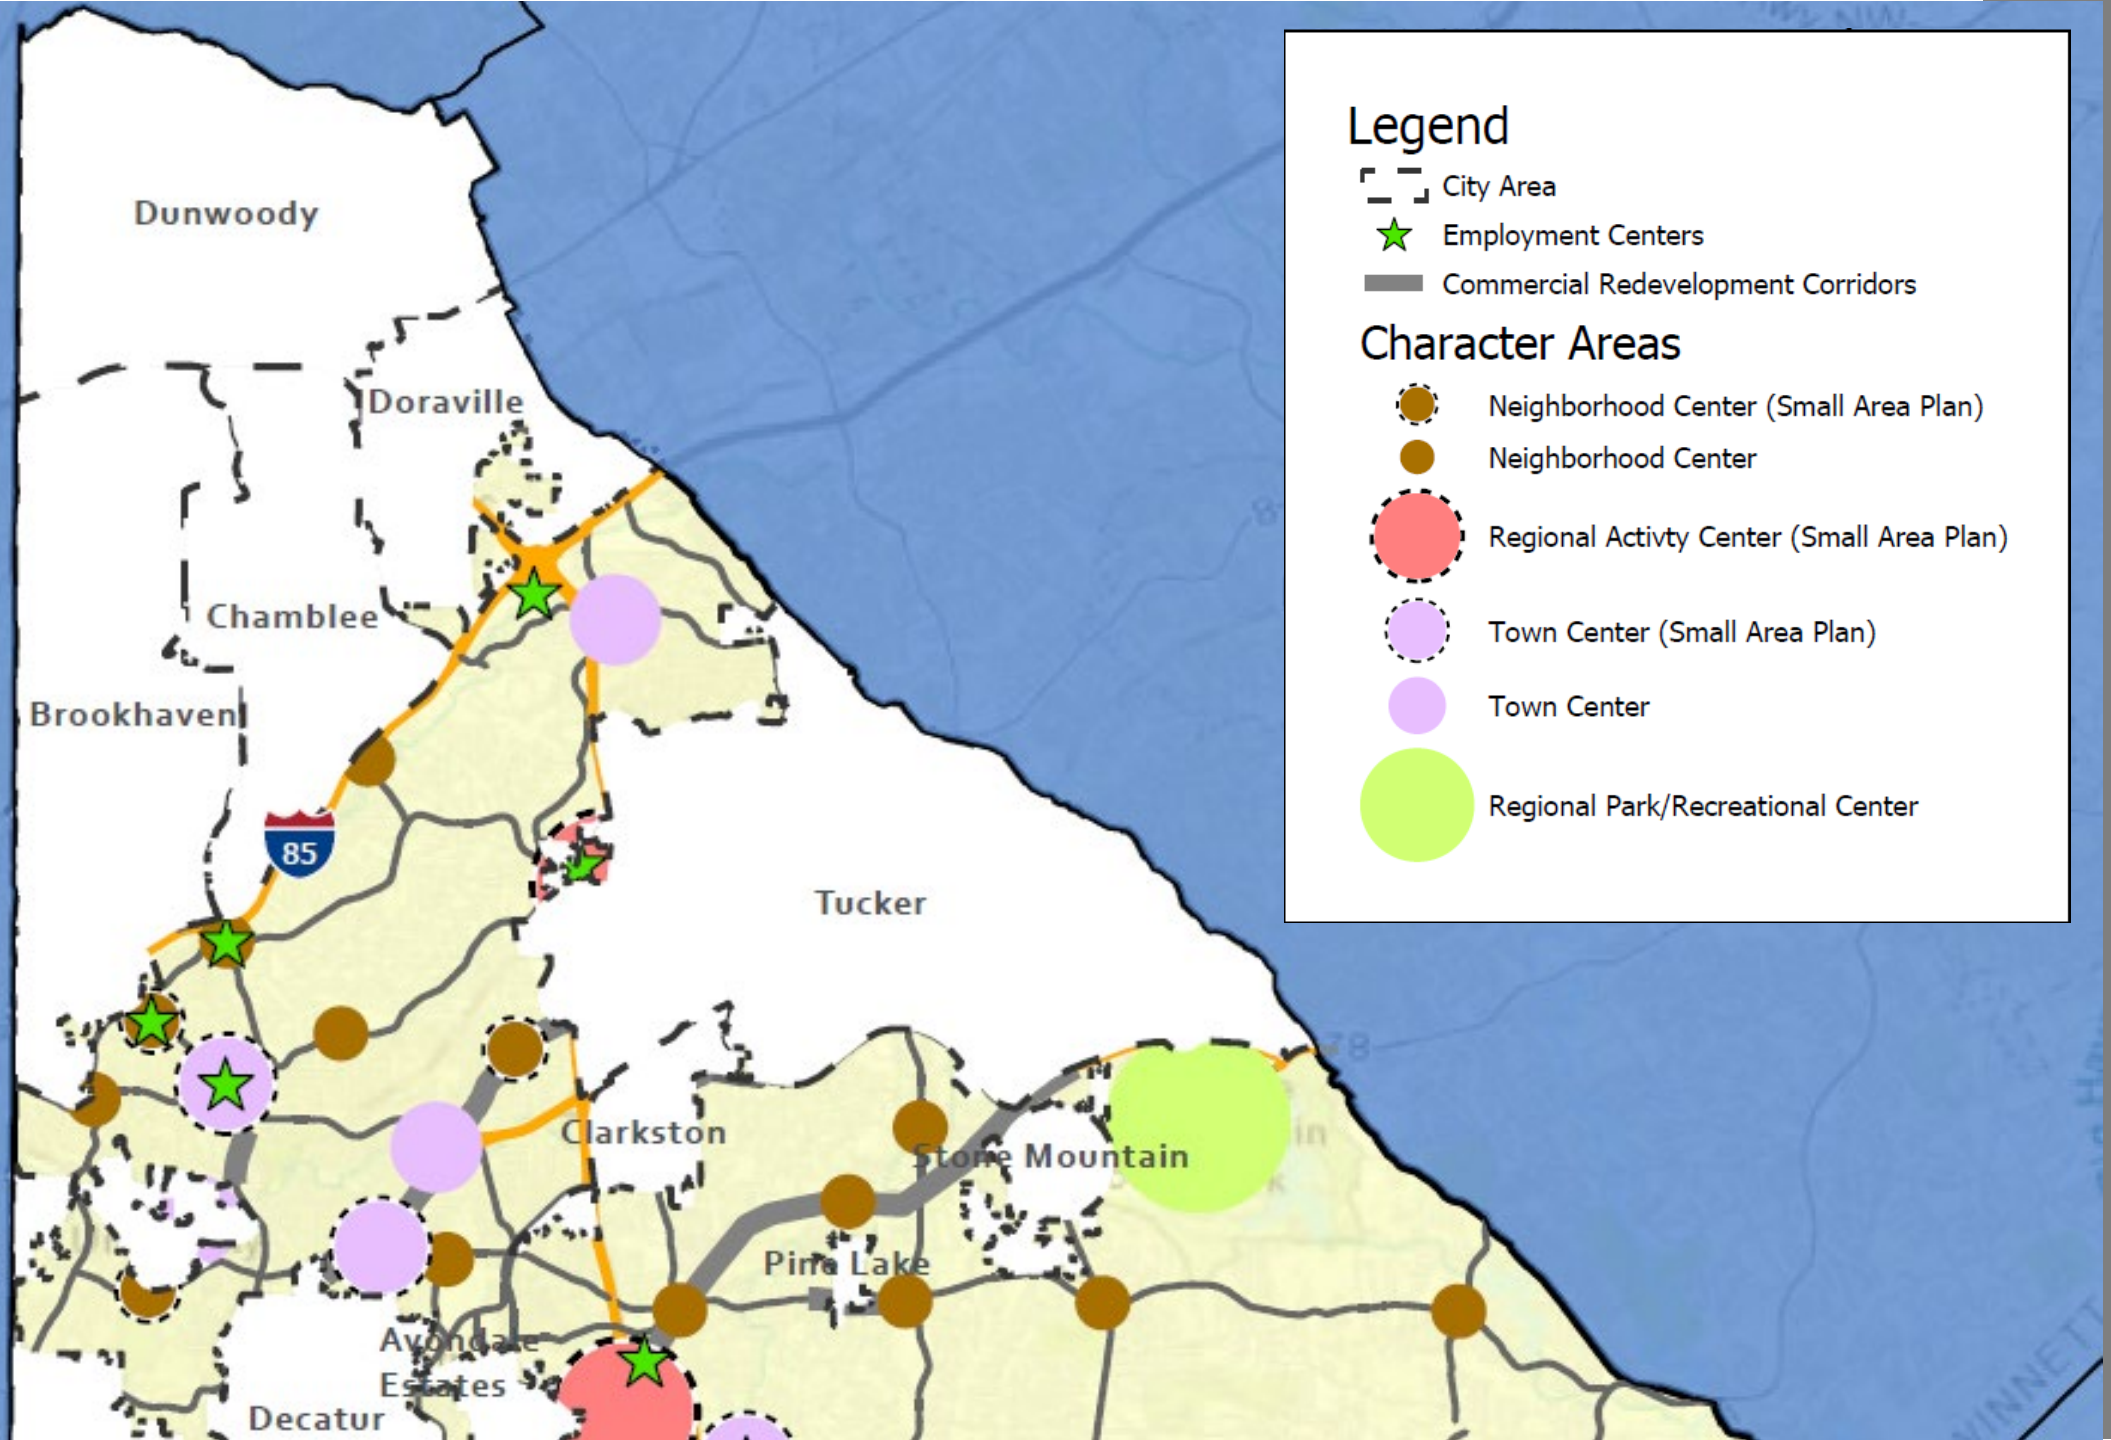 Legend
City Area
Employment Centers
Commercial Redevelopment Corridors
Character Areas
Neighborhood Center (Small Area Plan)
Neighborhood Center
Regional Activty Center (Small Area Plan)
Town Center (Small Area Plan)
Town Center
Regional Park/Recreational Center
Dunwoody
Doraville
Chamblee
Brookhaven
85
Tucker
78
Clarkston
Stone Mountain
Pine Lake
Avondale
Estates
Decatur
WINNETT